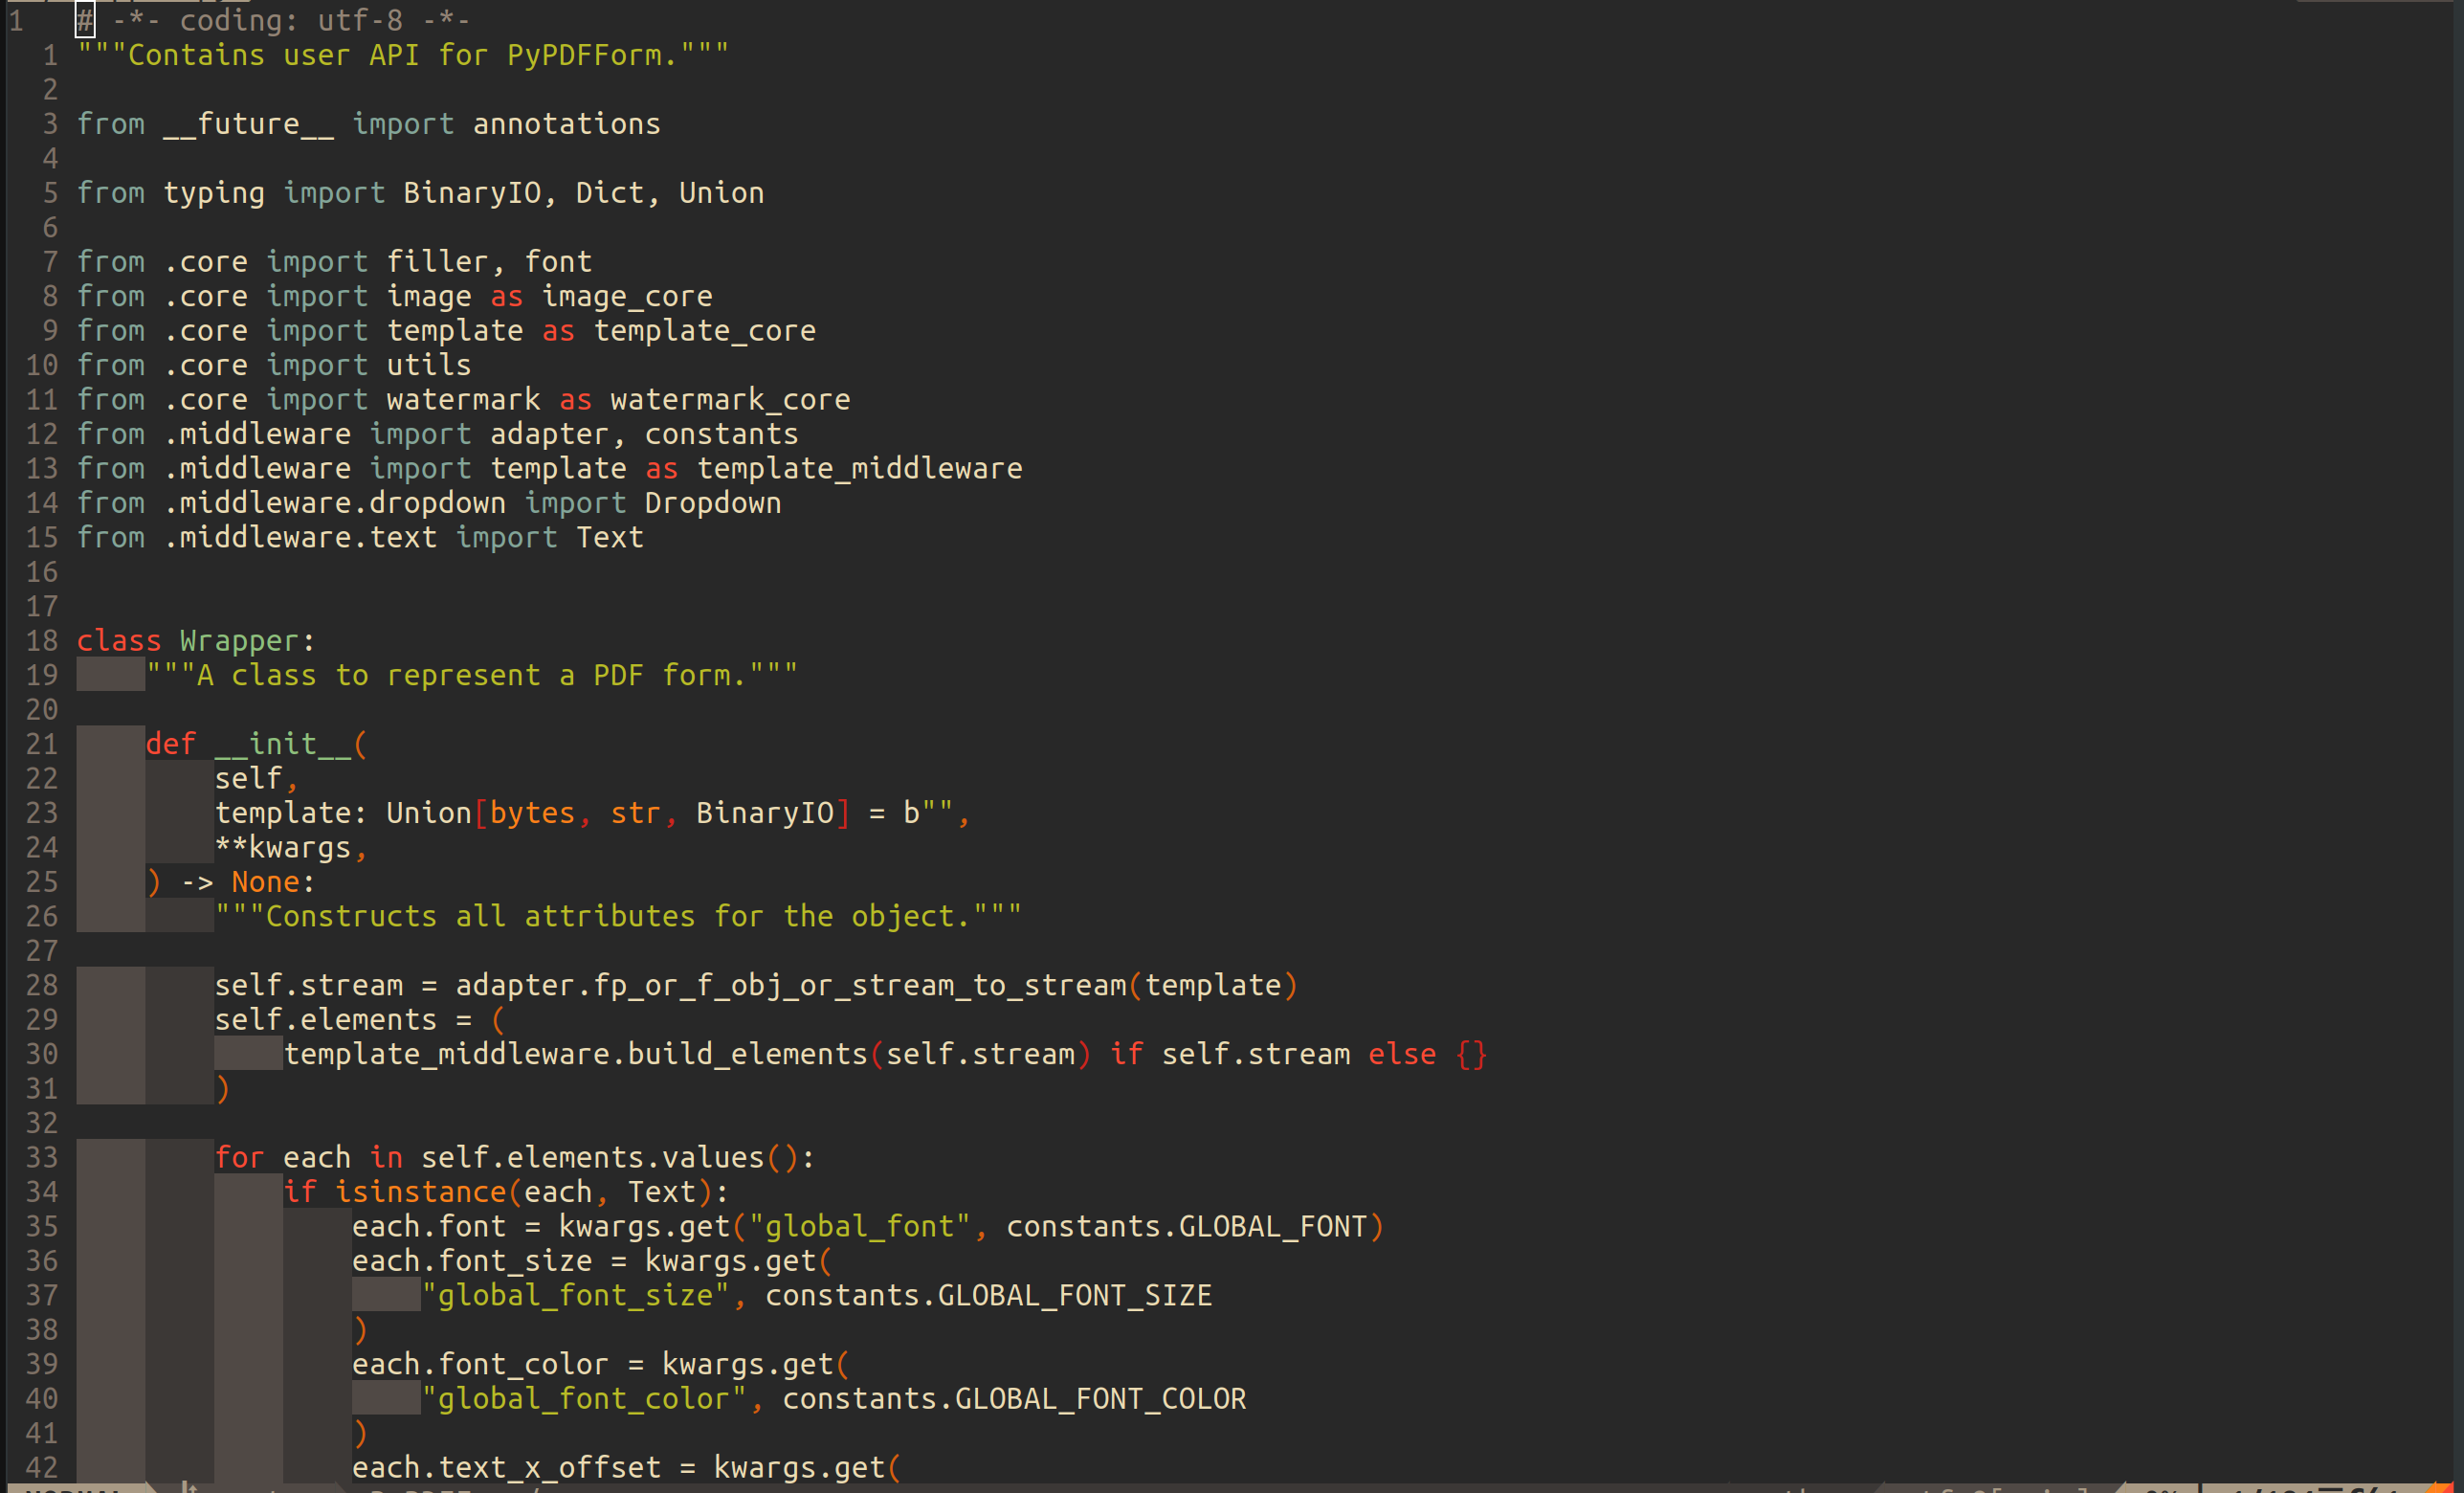 1 # -*- coding: utf-8 -*-
1 """Contains user API for PyPDFForm."""
2
3 from __future__ import annotations
4
5 from typing import BinaryIO, Dict, Union
6
7 from .core import filler, font
8 from .core import image as image_core
9 from .core import template as template_core
10 from .core import utils
11 from .core import watermark as watermark_core
12 from .middleware import adapter, constants
13 from .middleware import template as template_middleware
14 from .middleware.dropdown import Dropdown
15 from .middleware.text import Text
16
17
18 class Wrapper:
19     """A class to represent a PDF form."""
20
21     def __init__(
22         self,
23         template: Union[bytes, str, BinaryIO] = b"",
24         **kwargs,
25     ) -> None:
26         """Constructs all attributes for the object."""
27
28         self.stream = adapter.fp_or_f_obj_or_stream_to_stream(template)
29         self.elements = (
30             template_middleware.build_elements(self.stream) if self.stream else {}
31         )
32
33         for each in self.elements.values():
34             if isinstance(each, Text):
35                 each.font = kwargs.get("global_font", constants.GLOBAL_FONT)
36                 each.font_size = kwargs.get(
37                     "global_font_size", constants.GLOBAL_FONT_SIZE
38                 )
39                 each.font_color = kwargs.get(
40                     "global_font_color", constants.GLOBAL_FONT_COLOR
41                 )
42                 each.text_x_offset = kwargs.get(